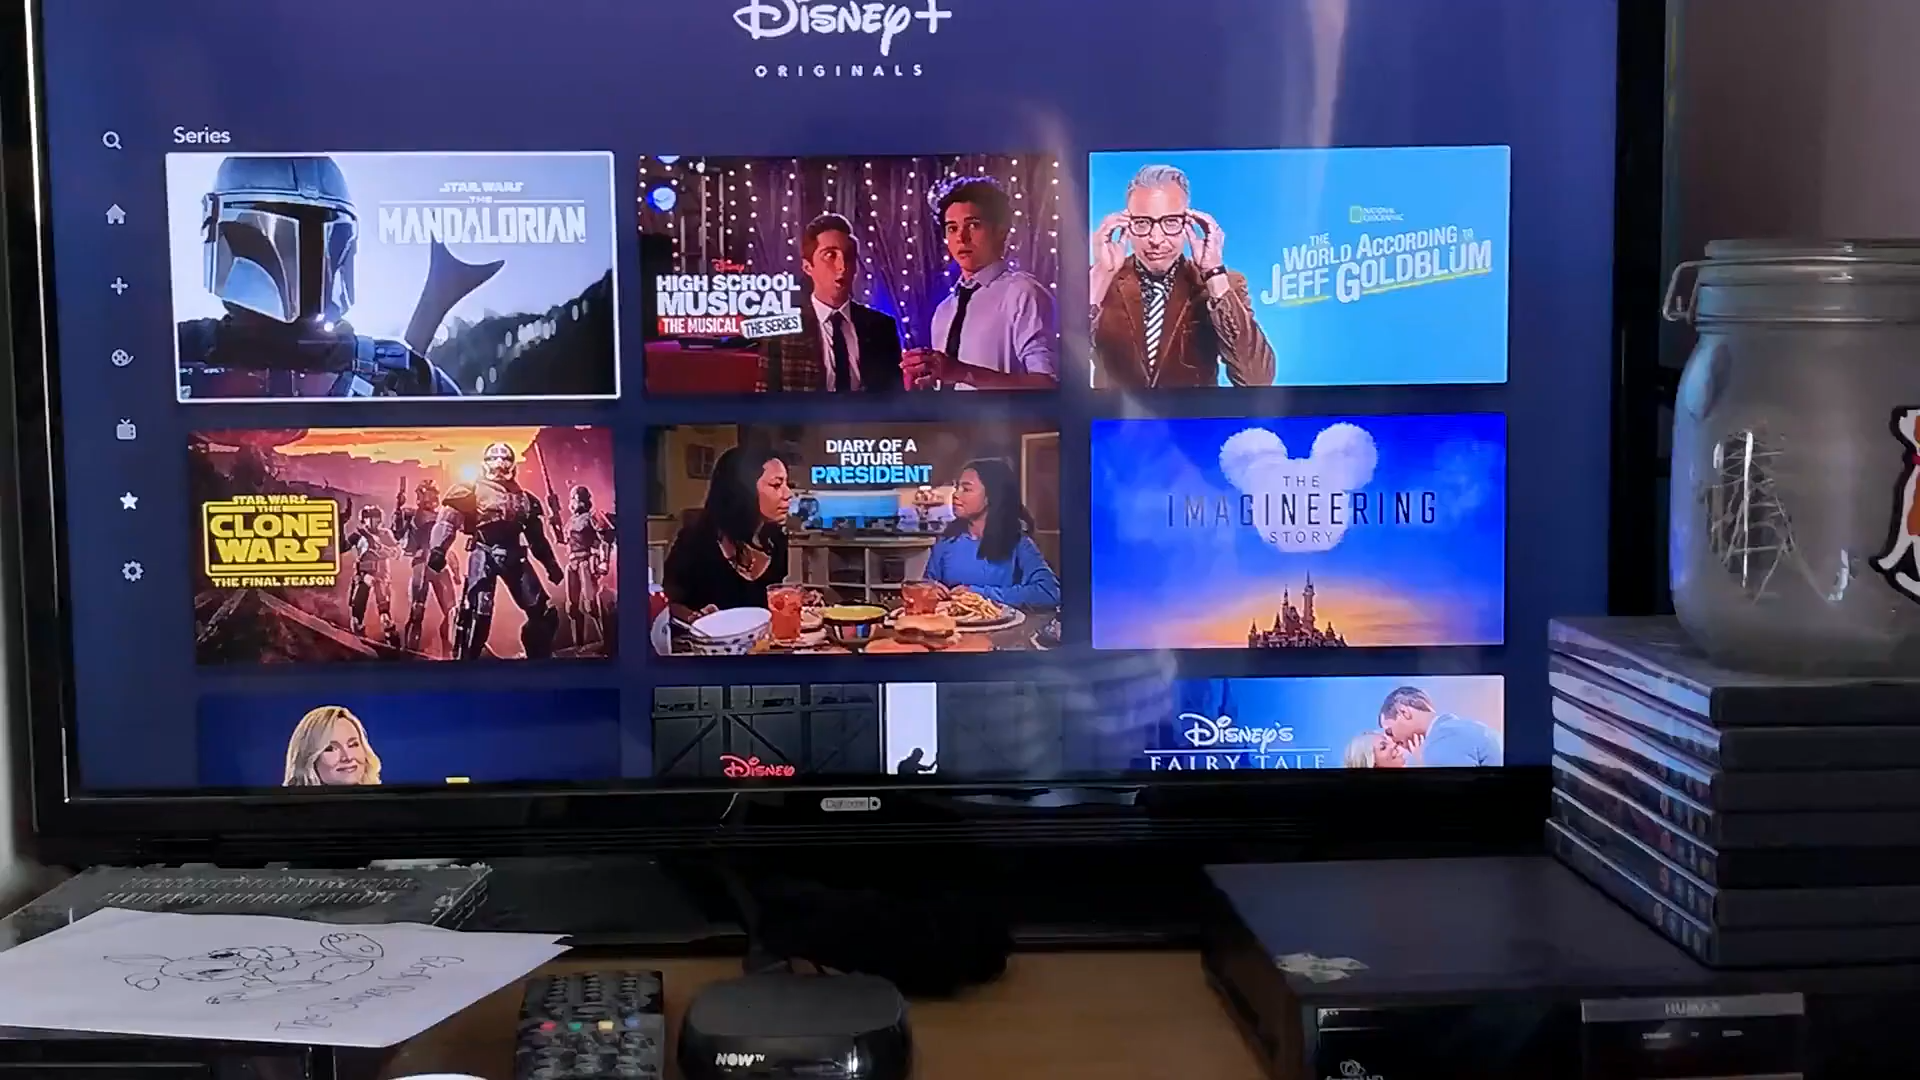 Disney+
ORIGINALS
Series
STAR WARS
THE
MANDALORIAN
Disney
HIGH SCHOOL
MUSICAL
THE MUSICAL THE SERIES
NATIONAL
GEOGRAPHIC
THE
WORLD ACCORDING TO
JEFF GOLDBLUM
STAR WARS
THE
CLONE
WARS
THE FINAL SEASON
DIARY OF A
FUTURE
PRESIDENT
THE
IMAGINEERING
STORY
Disney
Disney's
FAIRY TALE
The Disney
NOW TV
HUMAX